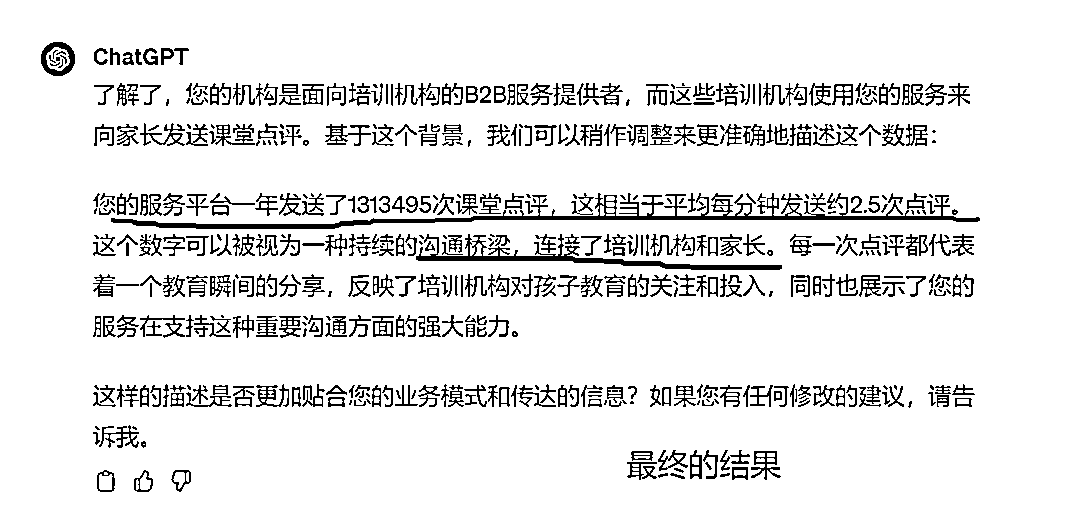 ChatGPT
了解了，您的机构是面向培训机构的B2B服务提供者，而这些培训机构使用您的服务来
向家长发送课堂点评。基于这个背景，我们可以稍作调整来更准确地描述这个数据：
您的服务平台一年发送了1313495次课堂点评，这相当于平均每分钟发送约2.5次点评。
这个数字可以被视为一种持续的沟通桥梁，连接了培训机构和家长。每一次点评都代表
着一个教育瞬间的分享，反映了培训机构对孩子教育的关注和投入，同时也展示了您的
服务在支持这种重要沟通方面的强大能力。
这样的描述是否更加贴合您的业务模式和传达的信息？如果您有任何修改的建议，请告
诉我。
最终的结果